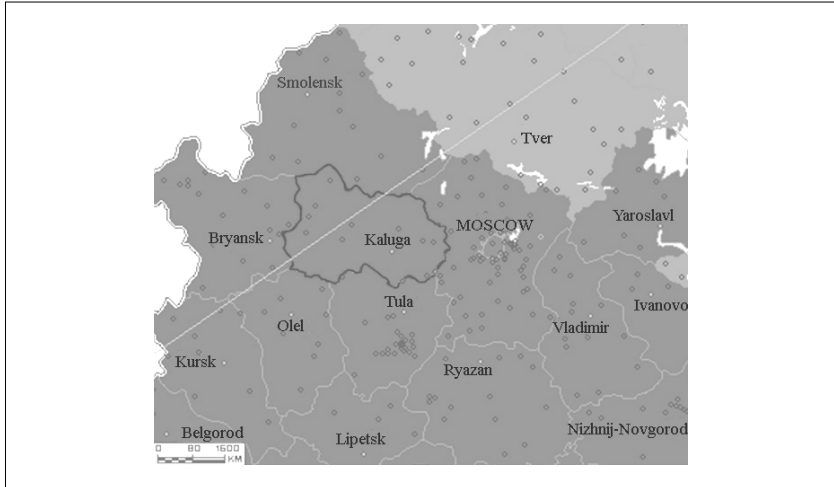 Smolensk
Tver
Yaroslavl
MOSCOW
Bryansk
Kaluga
Ivanovo
Tula
Olel
Vladimir
Kursk
Ryazan
Nizhnij-Novgorod
Belgorod
Lipetsk
0 80 1600
KM